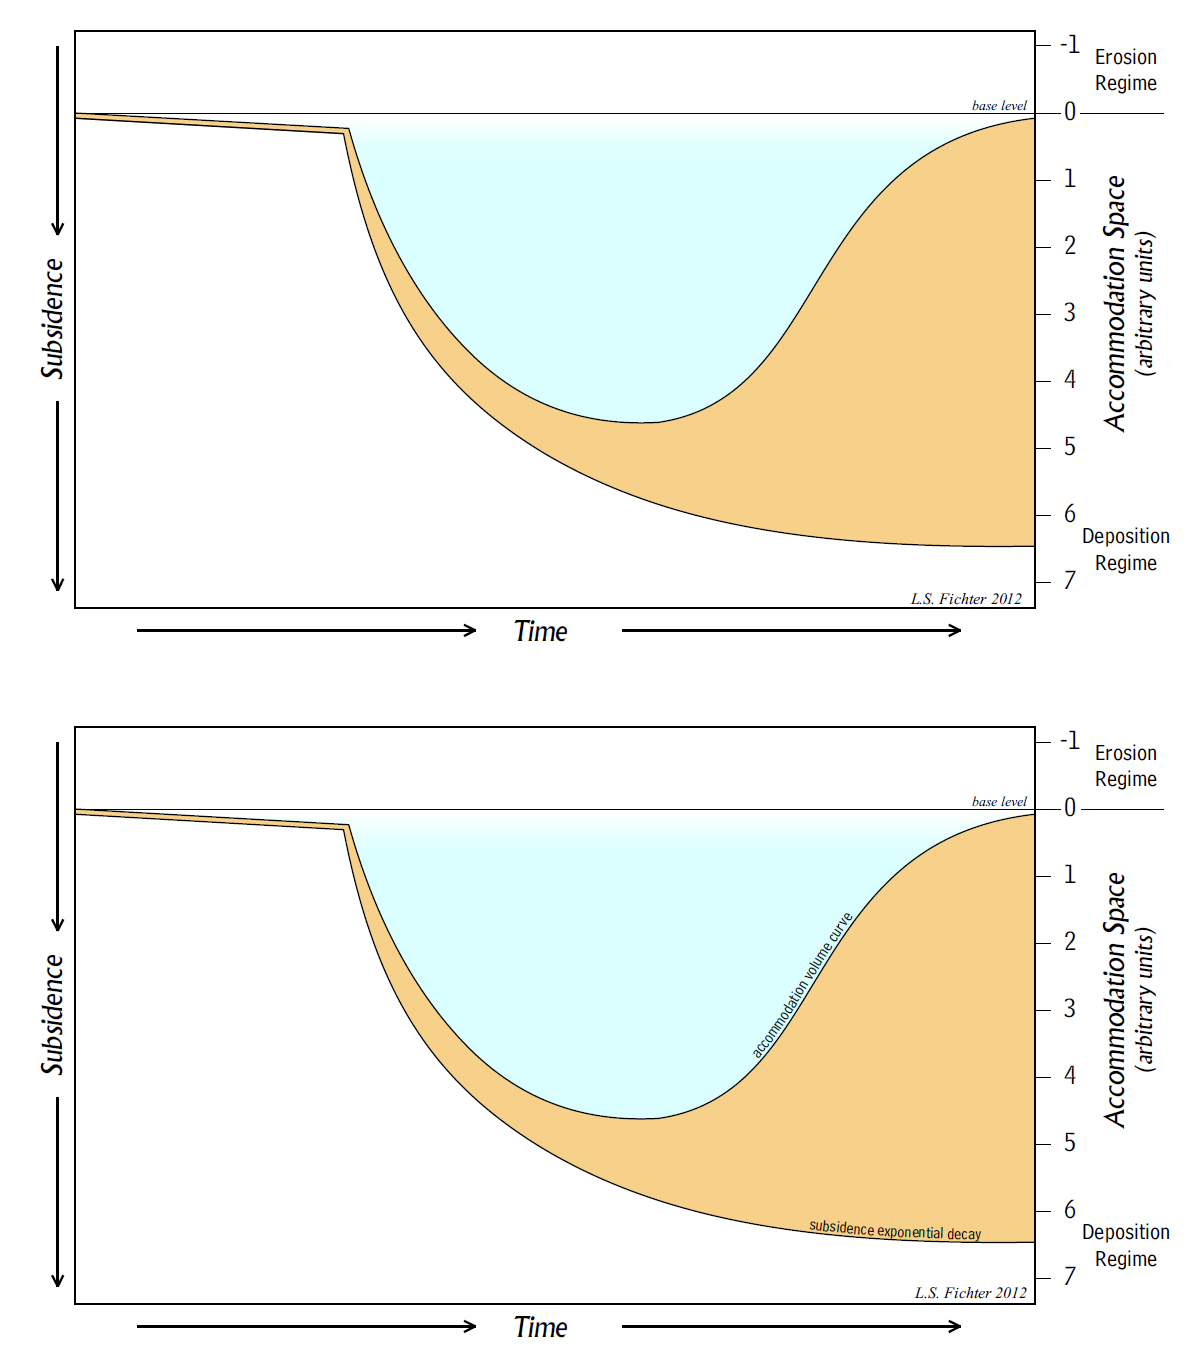 -1
Erosion
Regime
base level
0
1
2
3
4
5
6
7
Subsidence
Accommodation Space
(arbitrary units)
Deposition
Regime
L.S. Fichter 2012
Time
-1
Erosion
Regime
base level
0
1
2
3
4
5
6
7
Subsidence
accommodation volume curve
Accommodation Space
(arbitrary units)
subsidence exponential decay
Deposition
Regime
L.S. Fichter 2012
Time